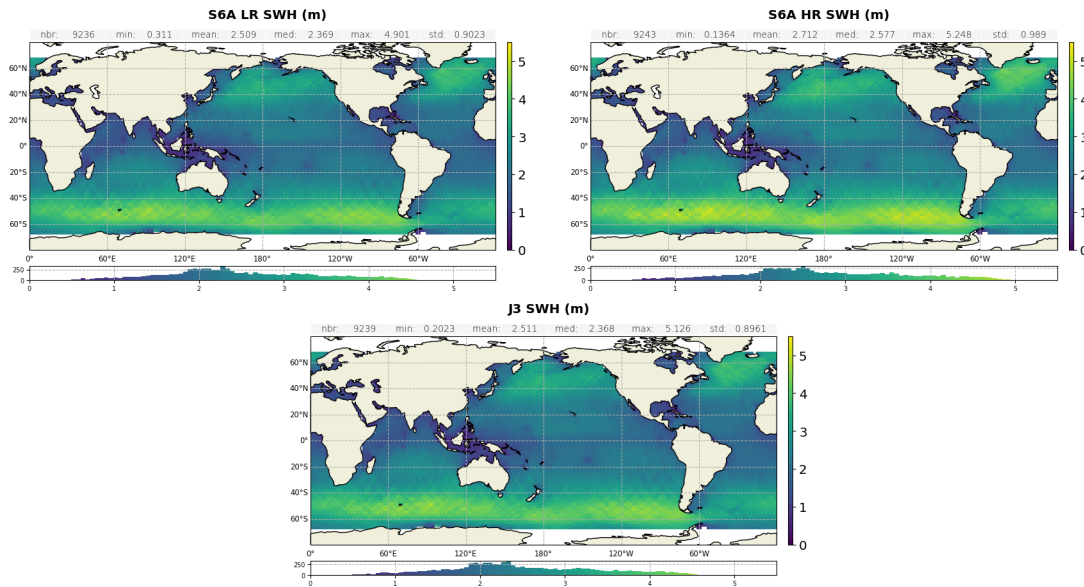 S6A LR SWH (m)
nbr: 9236 min: 0.311 mean: 2.509 med: 2.369 max: 4.901 std: 0.9023
60°N
40°N
20°N
0°
20°S
40°S
60°S
5
4
3
2
1
0
0° 60°E 120°E 180° 120°W 60°W
250
0
0 1 2 3 4 5
S6A HR SWH (m)
nbr: 9243 min: 0.1364 mean: 2.712 med: 2.577 max: 5.248 std: 0.989
60°N
40°N
20°N
0°
20°S
40°S
60°S
5
4
3
2
1
0
0° 60°E 120°E 180° 120°W 60°W
250
0
0 1 2 3 4 5
J3 SWH (m)
nbr: 9239 min: 0.2023 mean: 2.511 med: 2.368 max: 5.126 std: 0.8961
60°N
40°N
20°N
0°
20°S
40°S
60°S
5
4
3
2
1
0
0° 60°E 120°E 180° 120°W 60°W
250
0
0 1 2 3 4 5